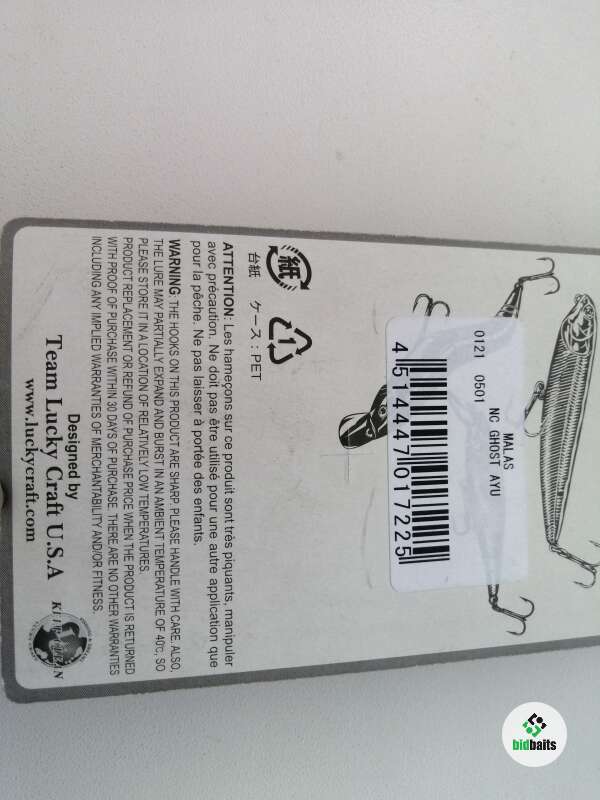 MALAS
NC GHOST AYU
0121 0501
4 514447 017225
紙
1
台紙 ケース：PET
ATTENTION: Les hameçons sur ce produit sont très piquants, manipuler
avec précaution. Ne doit pas être utilisé pour une autre application que
pour la pêche. Ne pas laisser à portée des enfants.
WARNING: THE HOOKS ON THIS PRODUCT ARE SHARP. PLEASE HANDLE WITH CARE. ALSO,
THE LURE MAY PARTIALLY EXPAND AND BURST IN AN AMBIENT TEMPERATURE OF 40℃, SO
PLEASE STORE IT IN A LOCATION OF RELATIVELY LOW TEMPERATURES.
PRODUCT REPLACEMENT OR REFUND OF PURCHASE PRICE WHEN THE PRODUCT IS RETURNED
WITH PROOF OF PURCHASE WITHIN 30 DAYS OF PURCHASE. THERE ARE NO OTHER WARRANTIES
INCLUDING ANY IMPLIED WARRANTIES OF MERCHANTABILITY AND/OR FITNESS.
Designed by
Team Lucky Craft U.S.A
www.luckycraft.com
bidbaits